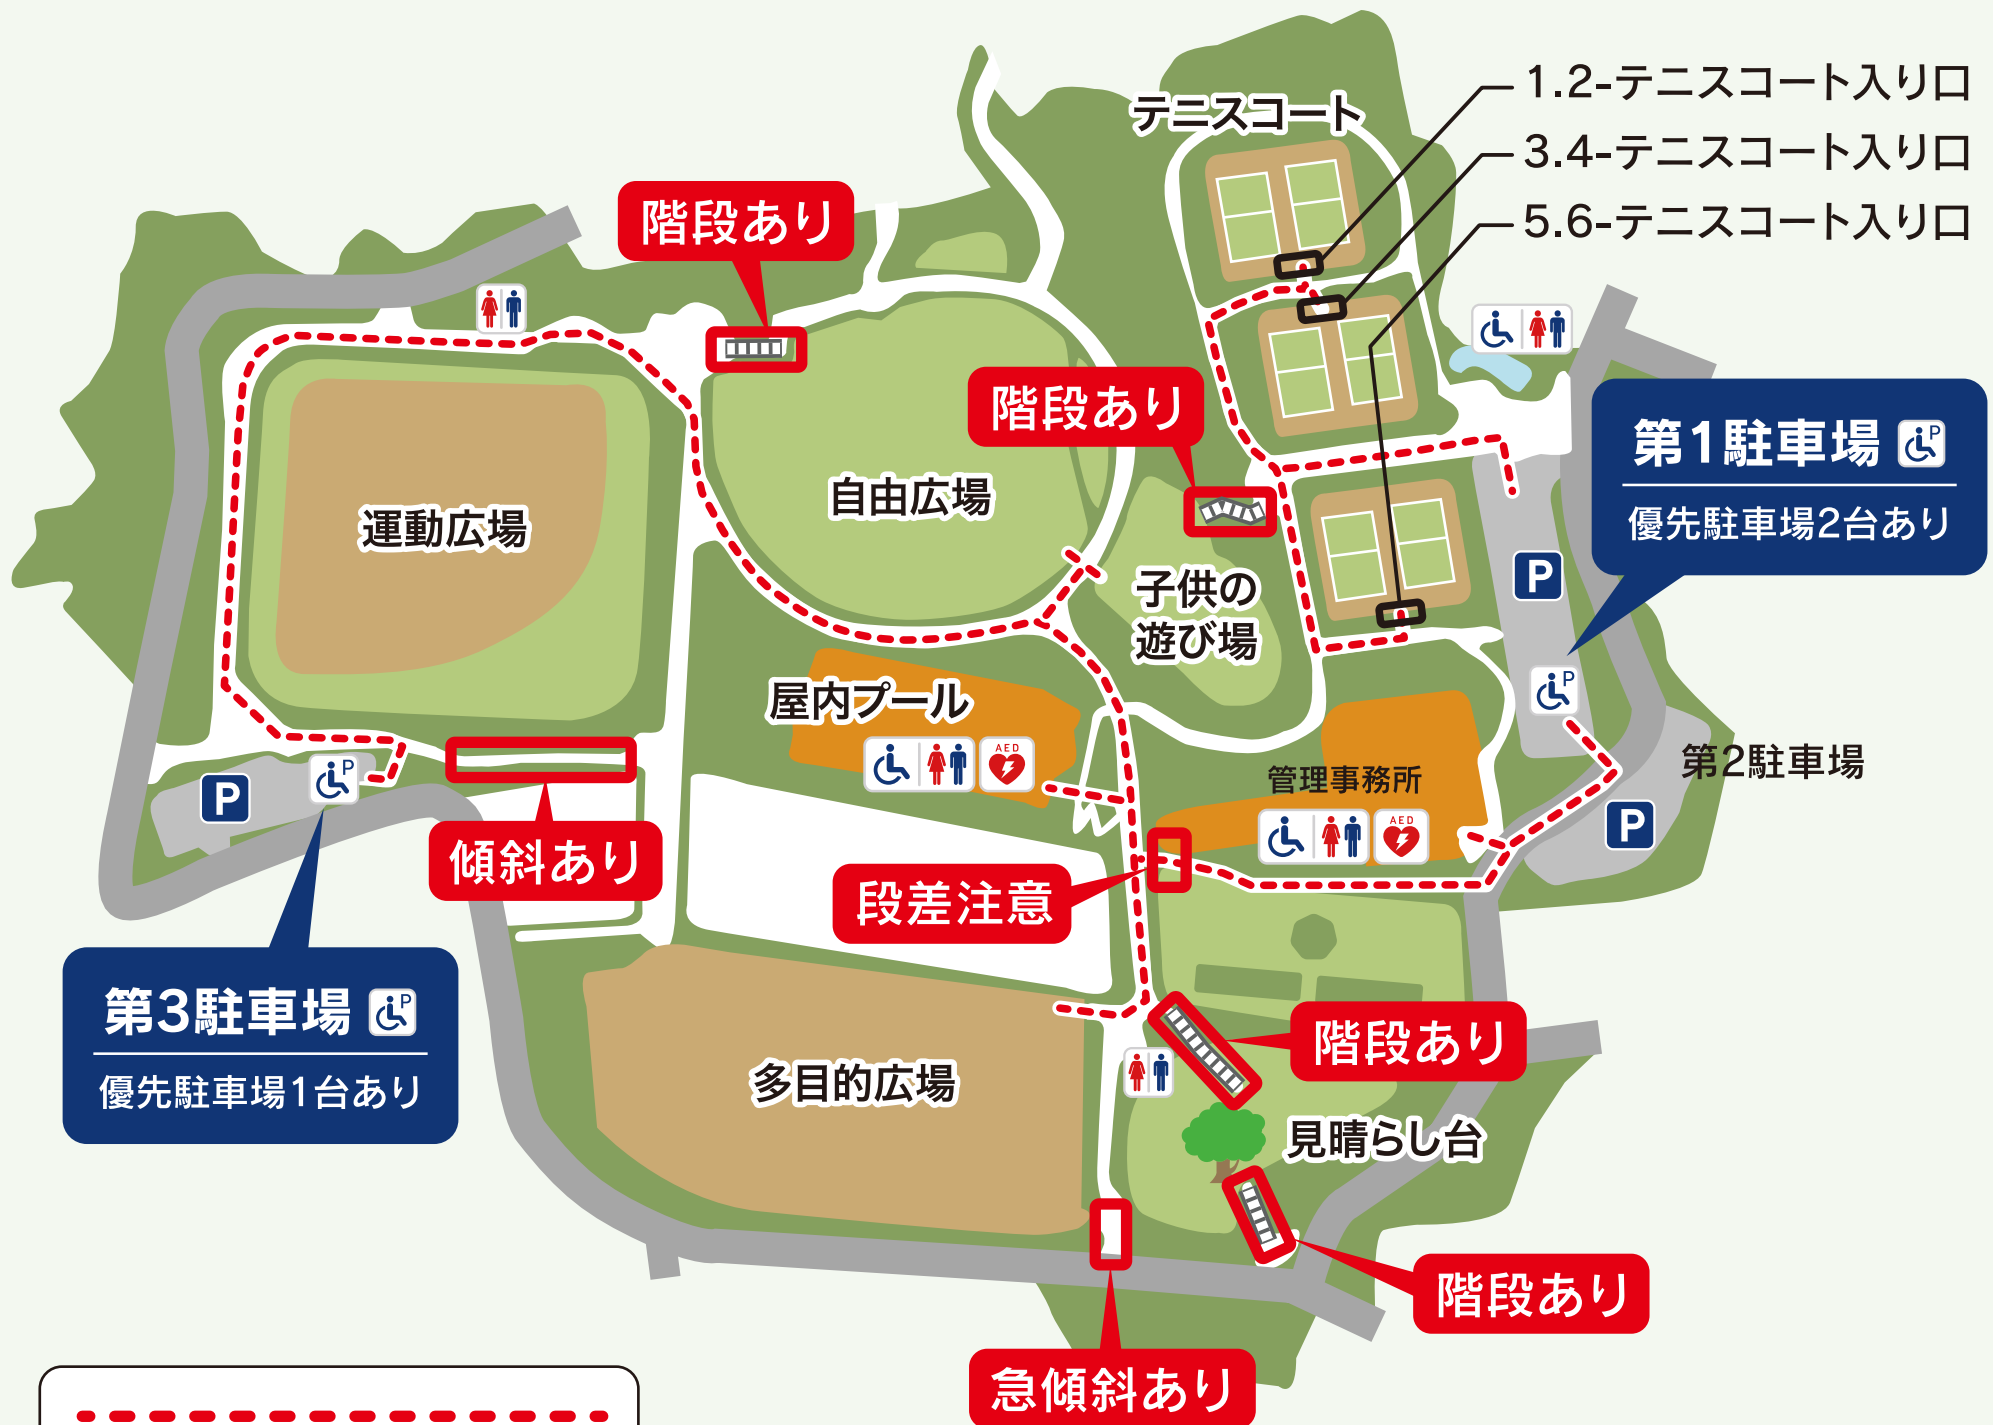 テニスコート
1.2-テニスコート入り口
3.4-テニスコート入り口
5.6-テニスコート入り口
階段あり
階段あり
第1駐車場 P
優先駐車場2台あり
運動広場
自由広場
子供の
遊び場
P
P
屋内プール
AED
第2駐車場
管理事務所
AED
P
P
P
傾斜あり
段差注意
第3駐車場 P
優先駐車場1台あり
多目的広場
階段あり
見晴らし台
階段あり
急傾斜あり